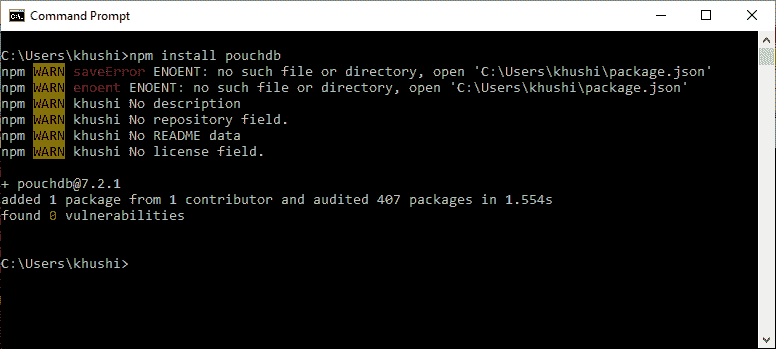 Command Prompt
C:\Users\khushi>npm install pouchdb
npm WARN saveError ENOENT: no such file or directory, open 'C:\Users\khushi\package.json'
npm WARN enoent ENOENT: no such file or directory, open 'C:\Users\khushi\package.json'
npm WARN khushi No description
npm WARN khushi No repository field.
npm WARN khushi No README data
npm WARN khushi No license field.
+ pouchdb@7.2.1
added 1 package from 1 contributor and audited 407 packages in 1.554s
found 0 vulnerabilities
C:\Users\khushi>